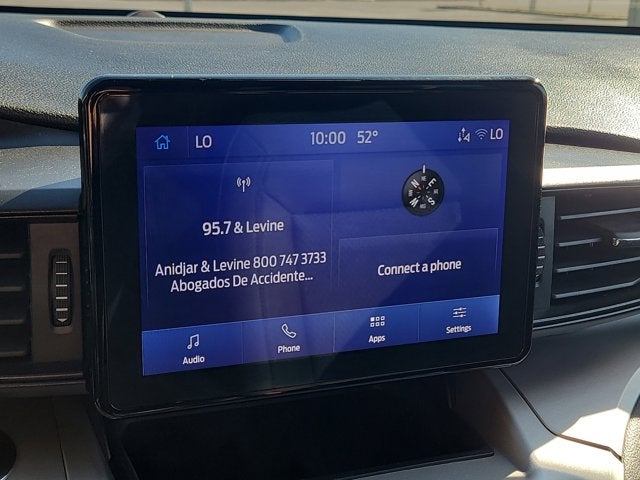 LO 10:00 52° LO
95.7 & Levine
Anidjar & Levine 800 747 3733
Abogados De Accidente...
N E S W
Connect a phone
Audio Phone Apps Settings